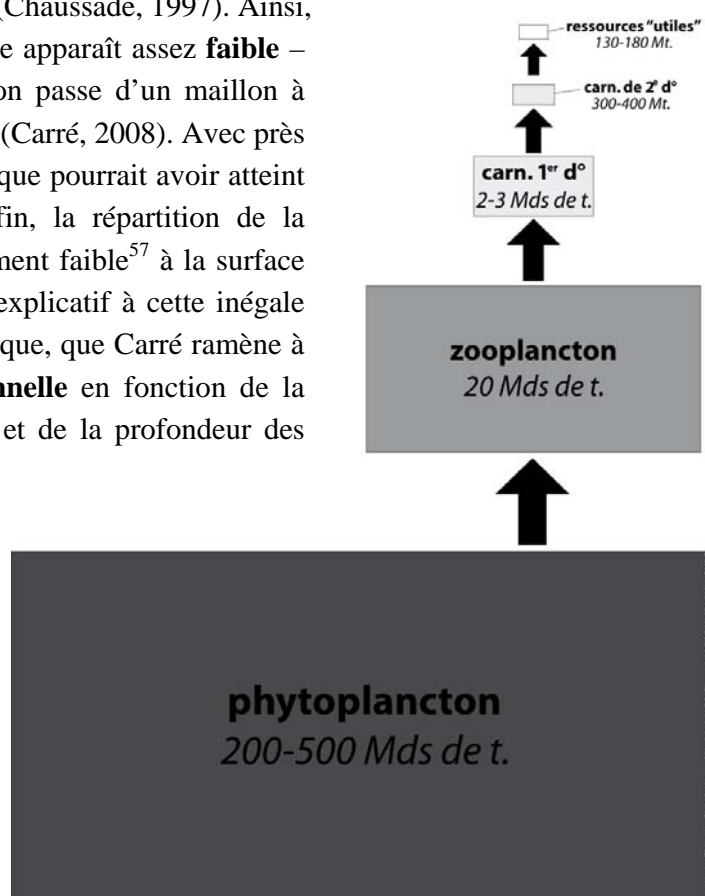 (Chaussade, 1997). Ainsi,
e apparaît assez faible –
on passe d'un maillon à
(Carré, 2008). Avec près
que pourrait avoir atteint
fin, la répartition de la
ment faible57 à la surface
explicatif à cette inégale
que, que Carré ramène à
nnelle en fonction de la
et de la profondeur des
ressources "utiles"
130-180 Mt.
carn. de 2e d°
300-400 Mt.
carn. 1er d°
2-3 Mds de t.
zooplancton
20 Mds de t.
phytoplancton
200-500 Mds de t.